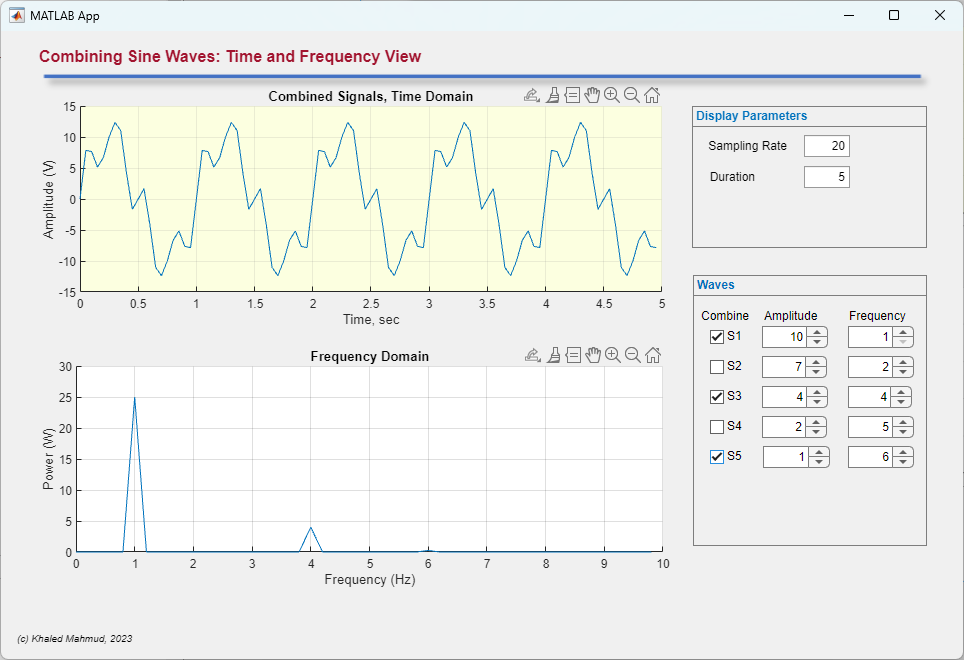 MATLAB App
Combining Sine Waves: Time and Frequency View
Combined Signals, Time Domain
15
10
5
0
-5
-10
-15
Amplitude (V)
0 0.5 1 1.5 2 2.5 3 3.5 4 4.5 5
Time, sec
Frequency Domain
30
25
20
15
10
5
0
Power (W)
0 1 2 3 4 5 6 7 8 9 10
Frequency (Hz)
Display Parameters
Sampling Rate 20
Duration 5
Waves
Combine Amplitude Frequency
S1 10 1
S2 7 2
S3 4 4
S4 2 5
S5 1 6
(c) Khaled Mahmud, 2023